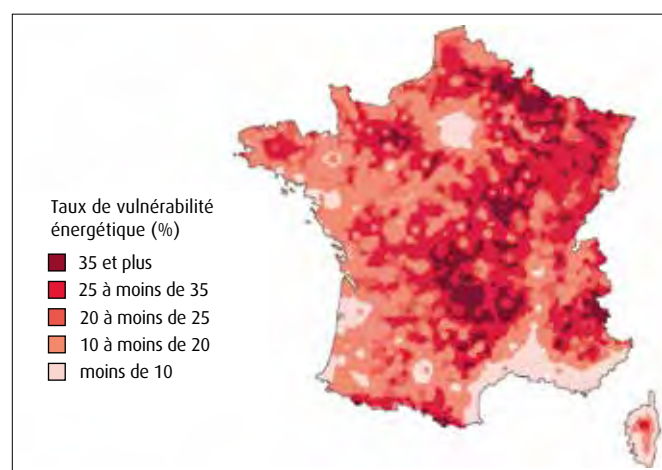 Taux de vulnérabilité
énergétique (%)
35 et plus
25 à moins de 35
20 à moins de 25
10 à moins de 20
moins de 10